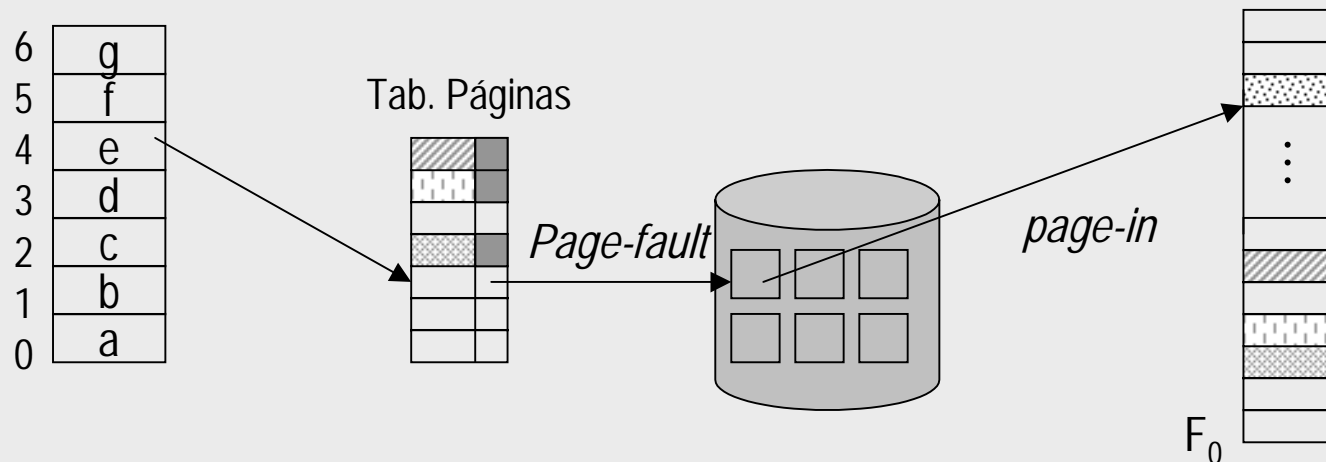 6 g
5 f
4 e
3 d
2 c
1 b
0 a
Tab. Páginas
Page-fault
page-in
⋮
F₀